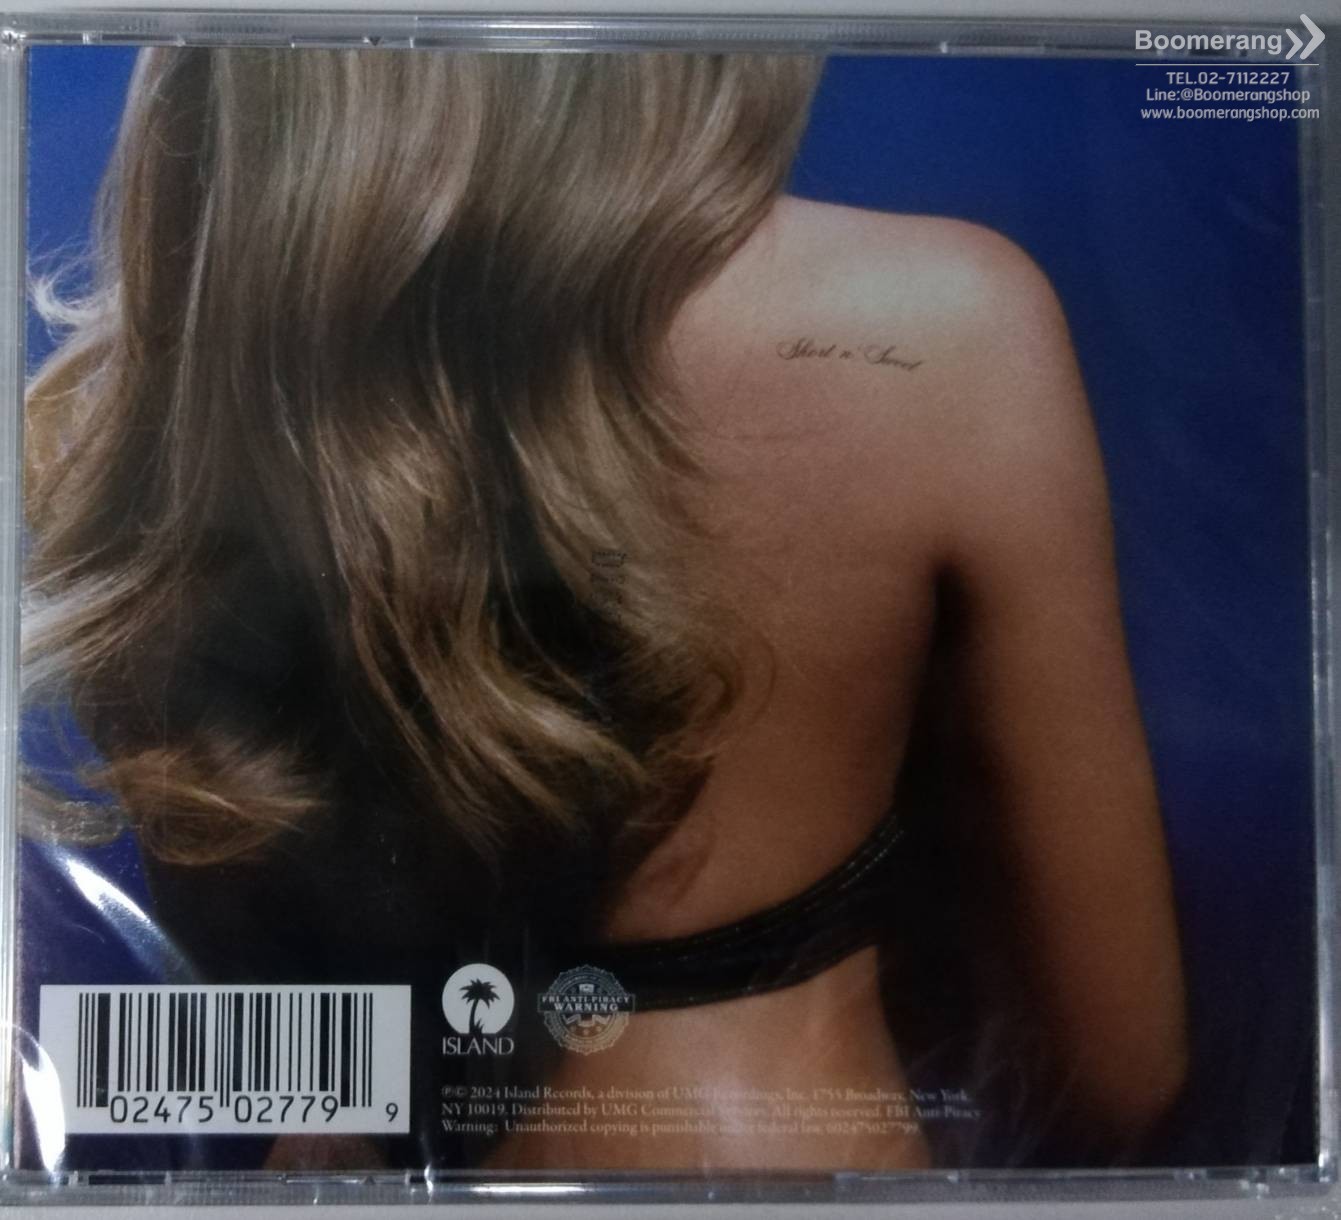 Boomerang
TEL.02-7112227
Line:@Boomerangshop
www.boomerangshop.com
Short n' Sweet
FBI ANTI-PIRACY
WARNING
ISLAND
02475 02779 9
℗© 2024 Island Records, a division of UMG Recordings, Inc. 1755 Broadway, New York,
NY 10019. Distributed by UMG Commercial Services. All rights reserved. FBI Anti-Piracy
Warning: Unauthorized copying is punishable under federal law. 602475027799.